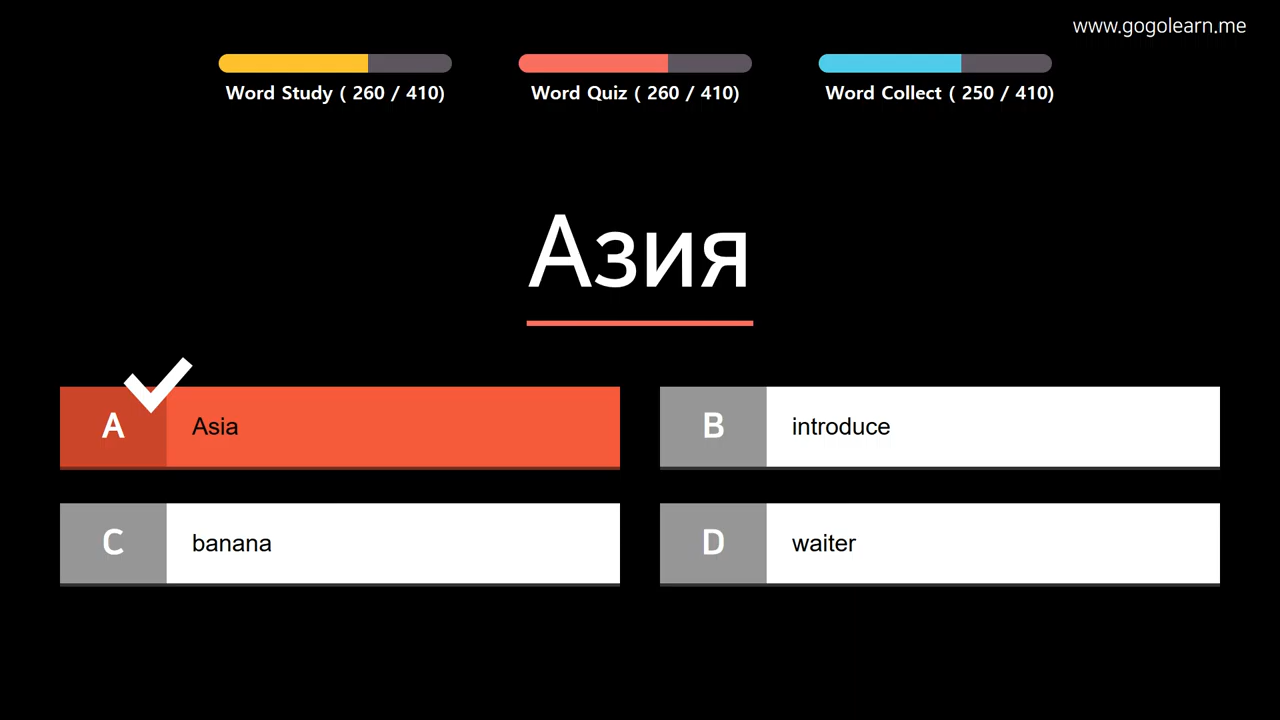 www.gogolearn.me
Word Study ( 260 / 410)
Word Quiz ( 260 / 410)
Word Collect ( 250 / 410)
Азия
A Asia
B introduce
C banana
D waiter